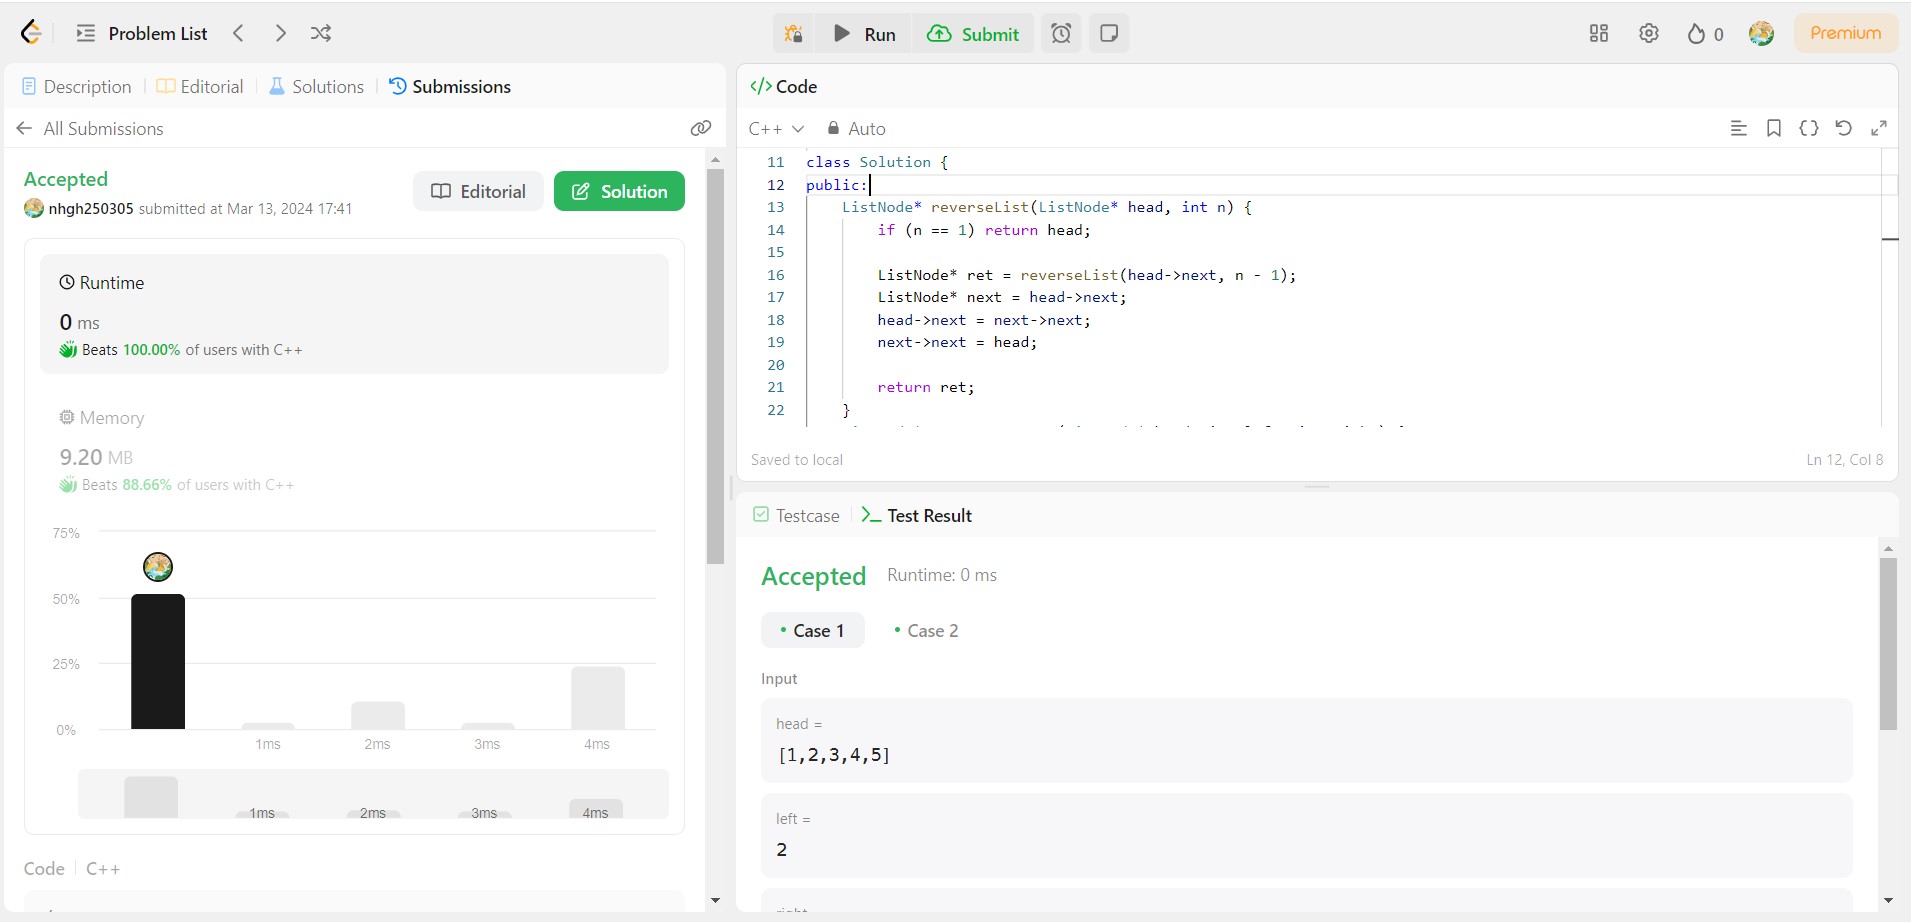 Problem List
Run
Submit
0
Premium
Description
Editorial
Solutions
Submissions
All Submissions
Accepted
nhgh250305 submitted at Mar 13, 2024 17:41
Editorial
Solution
Runtime
0 ms
Beats 100.00% of users with C++
Memory
9.20 MB
Beats 88.66% of users with C++
75%
50%
25%
0%
1ms 2ms 3ms 4ms
1ms 2ms 3ms 4ms
Code C++
</> Code
C++ Auto
11 class Solution {
12 public:
13 ListNode* reverseList(ListNode* head, int n) {
14 if (n == 1) return head;
15
16 ListNode* ret = reverseList(head->next, n - 1);
17 ListNode* next = head->next;
18 head->next = next->next;
19 next->next = head;
20
21 return ret;
22 }
Saved to local
Ln 12, Col 8
Testcase
Test Result
Accepted Runtime: 0 ms
• Case 1 • Case 2
Input
head =
[1,2,3,4,5]
left =
2